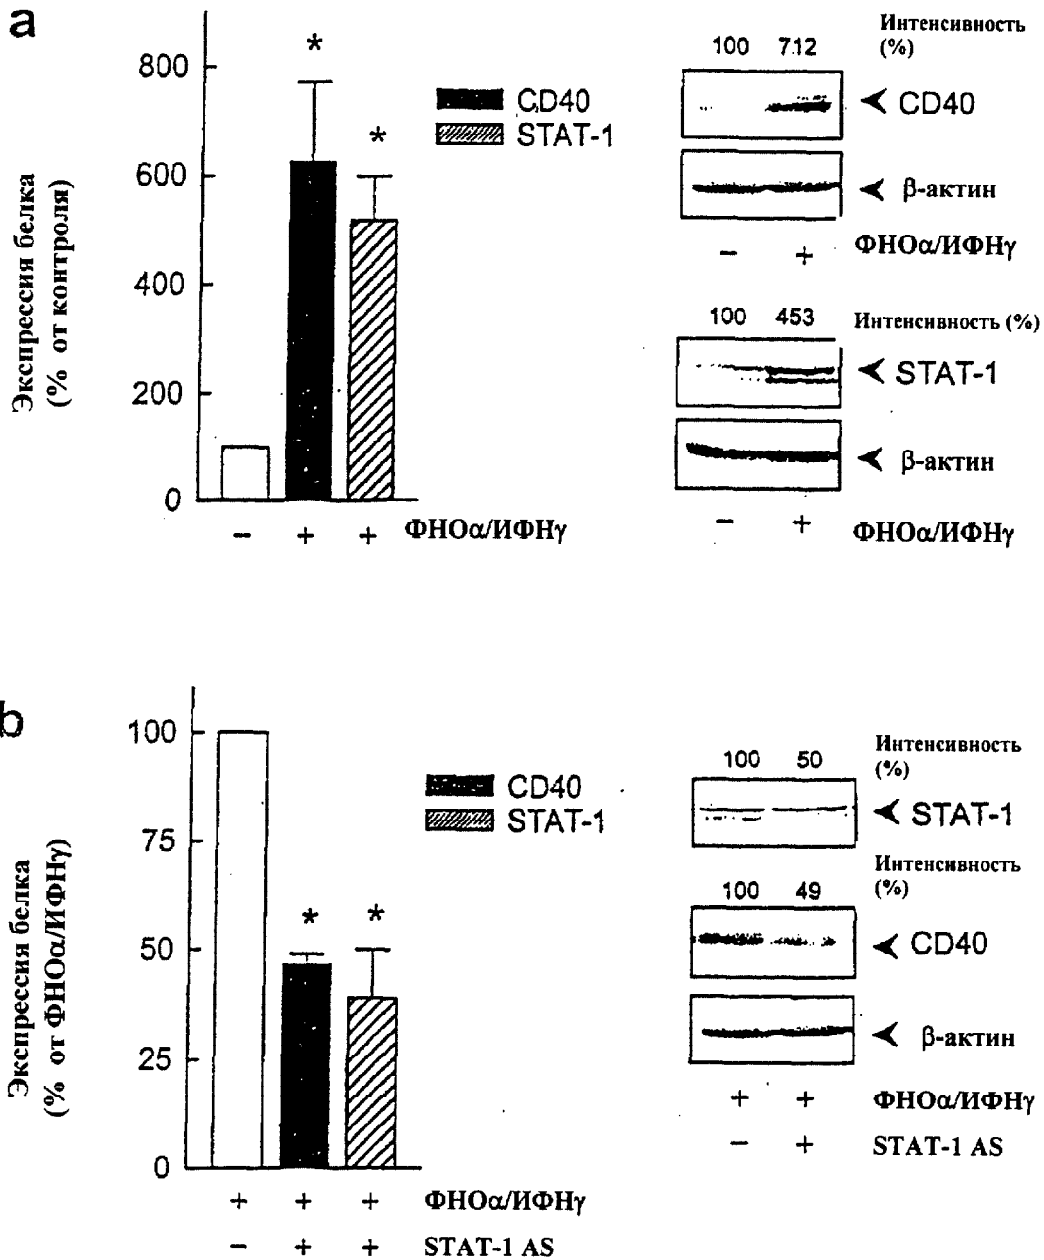 a
800
600
400
200
0
Экспрессия белка
(% от контроля)
*
*
CD40
STAT-1
− + + ФНОα/ИФНγ
Интенсивность
(%)
100 712
CD40
β-актин
− + ФНОα/ИФНγ
100 453 Интенсивность (%)
STAT-1
β-актин
− + ФНОα/ИФНγ
b
100
75
50
25
0
Экспрессия белка
(% от ФНОα/ИФНγ)
* *
CD40
STAT-1
+ + + ФНОα/ИФНγ
− + + STAT-1 AS
Интенсивность
(%)
100 50
STAT-1
Интенсивность
(%)
100 49
CD40
β-актин
+ + ФНОα/ИФНγ
− + STAT-1 AS